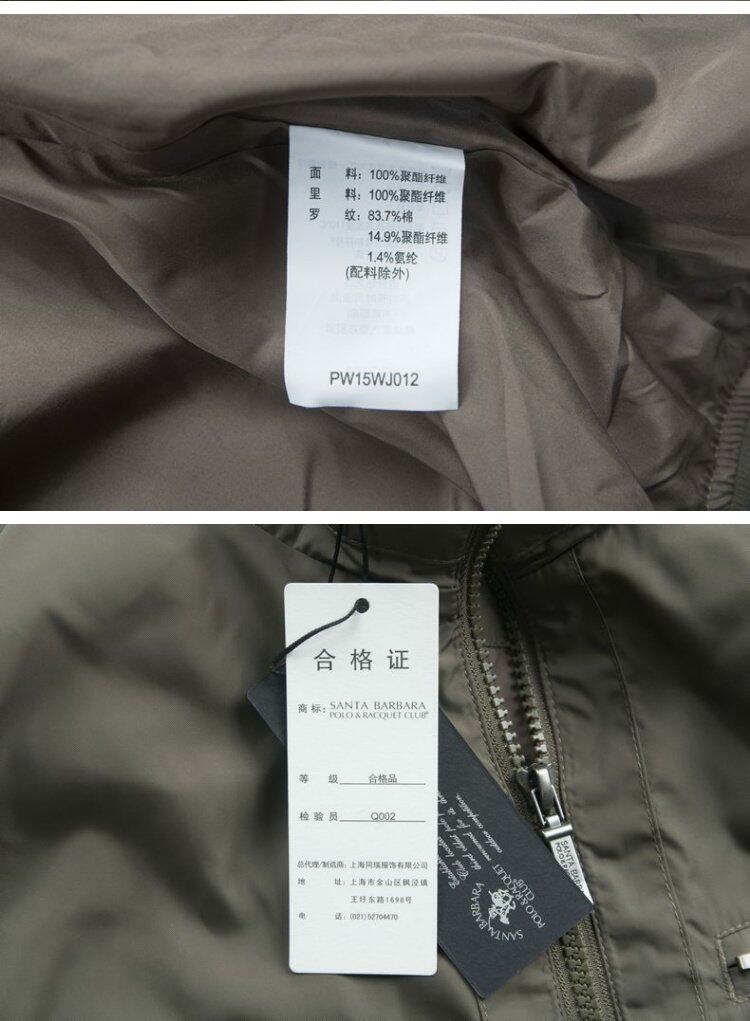 面 料: 100%聚酯纤维
里 料: 100%聚酯纤维
罗 纹: 83.7%棉
14.9%聚酯纤维
1.4%氨纶
(配料除外)
PW15WJ012
合格证
商标: SANTA BARBARA
POLO & RACQUET CLUB®
等 级 合格品
检验员 Q002
总代理/制造商: 上海同瑞服饰有限公司
地 址: 上海市金山区枫泾镇
王圩东路1698号
电 话: (021)52704470
SANTA BARBARA
POLO & RACQUET
CLUB®
SANTA BARBARA